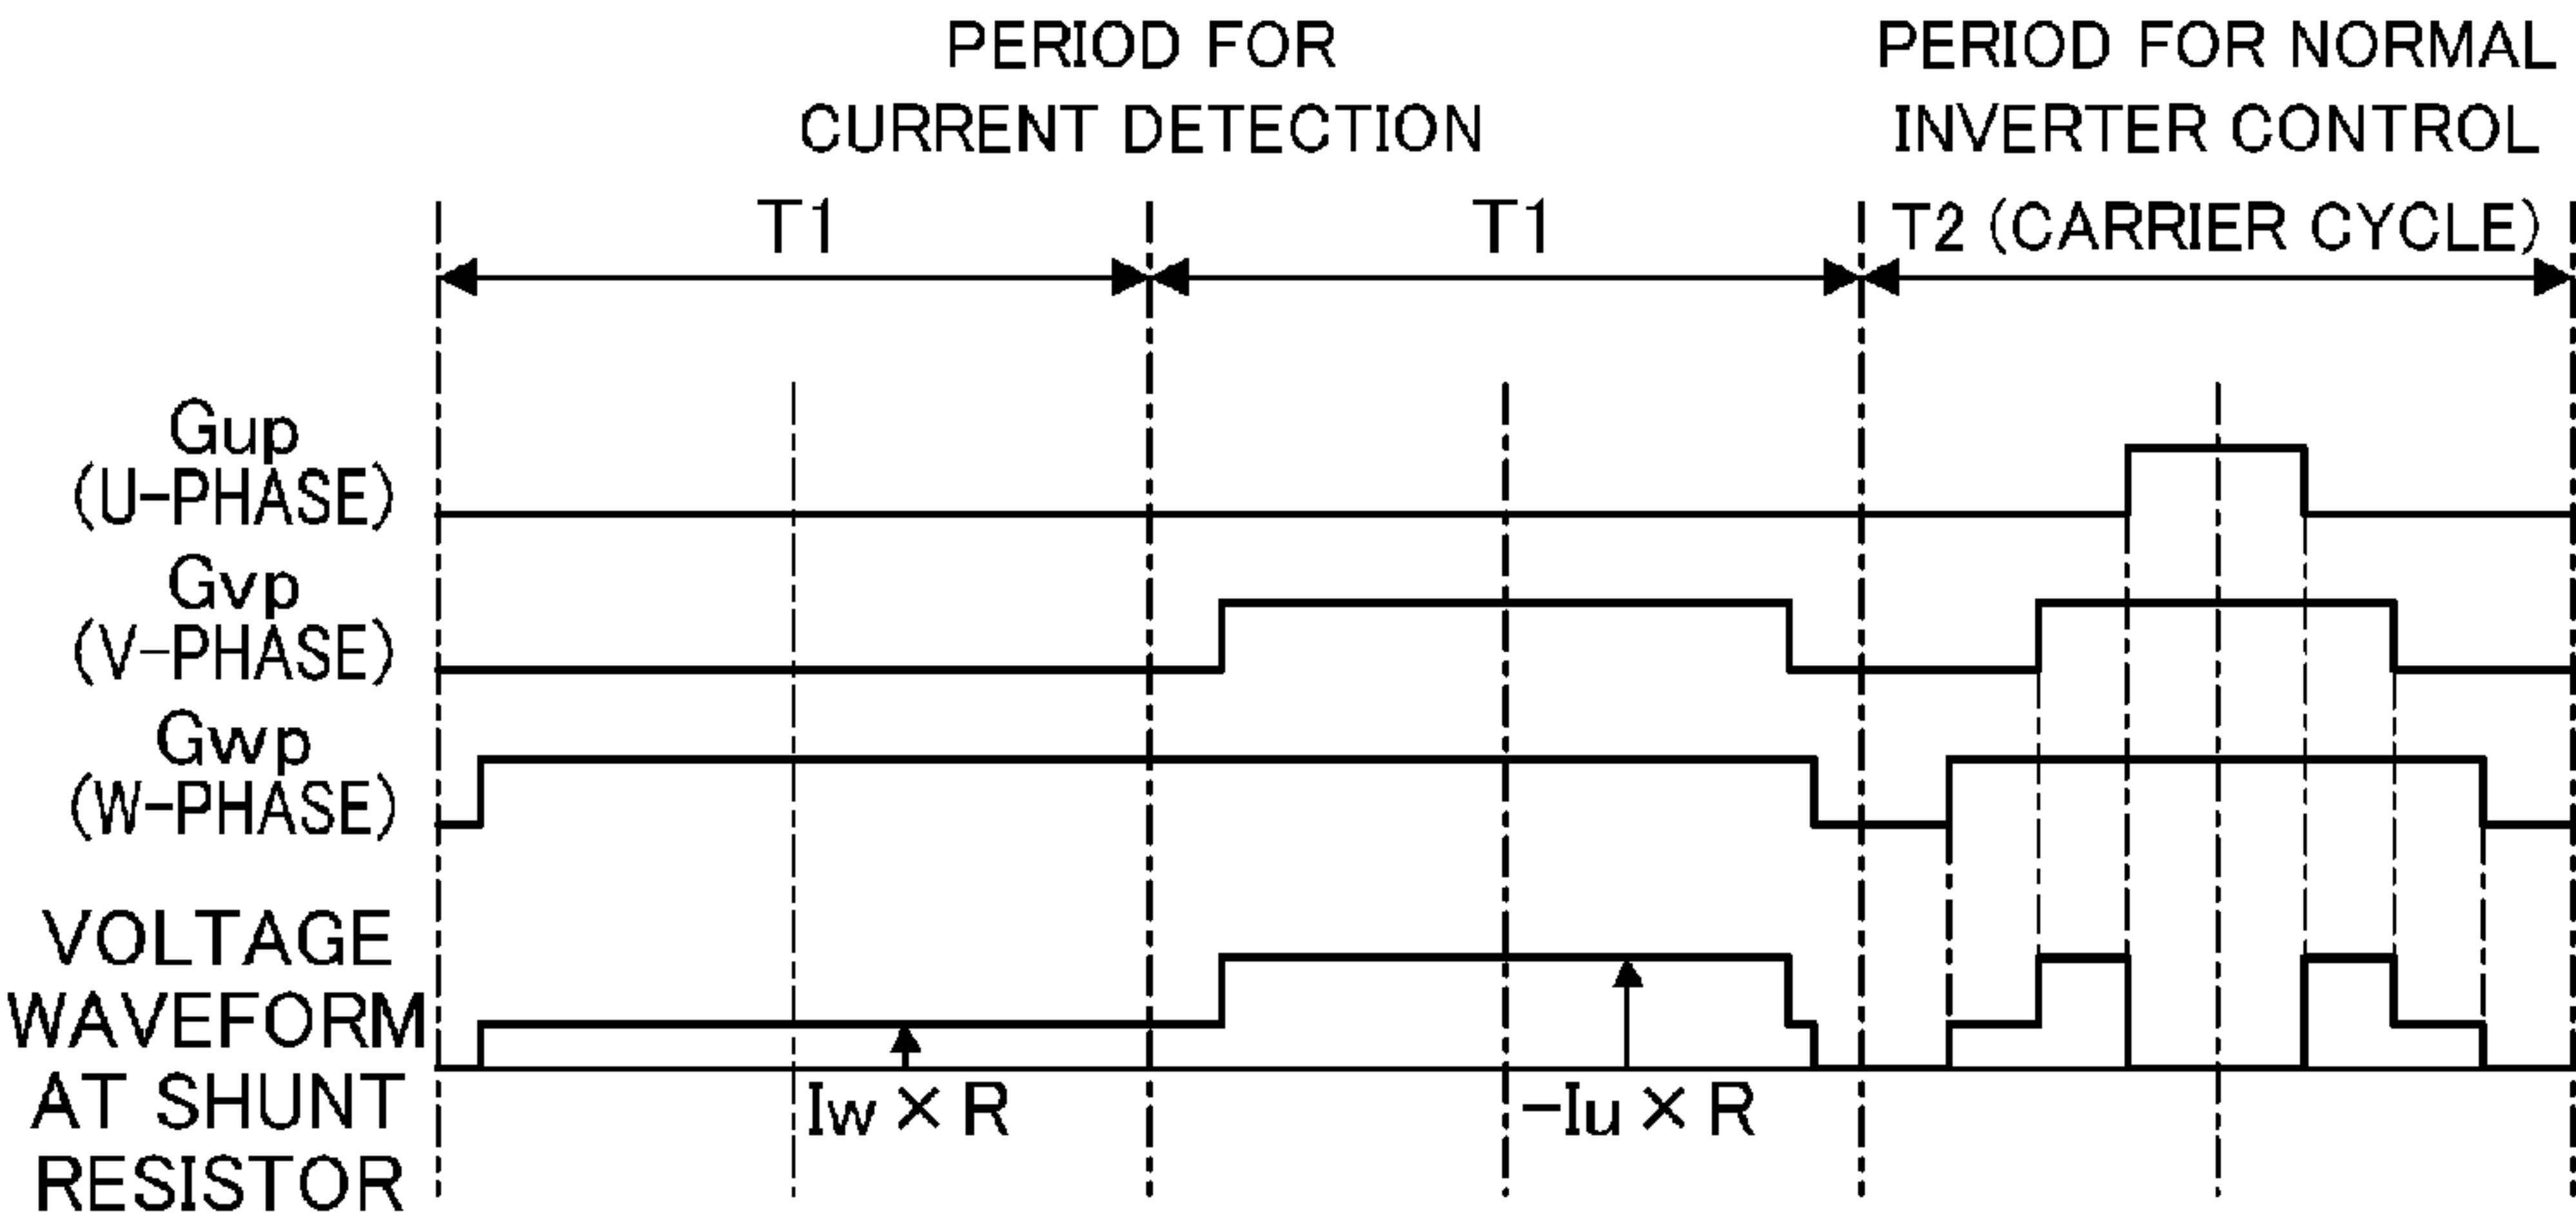 PERIOD FOR
CURRENT DETECTION
PERIOD FOR NORMAL
INVERTER CONTROL
T1
T1
T2 (CARRIER CYCLE)
Gup
(U-PHASE)
Gvp
(V-PHASE)
Gwp
(W-PHASE)
VOLTAGE
WAVEFORM
AT SHUNT
RESISTOR
Iw × R
-Iu × R